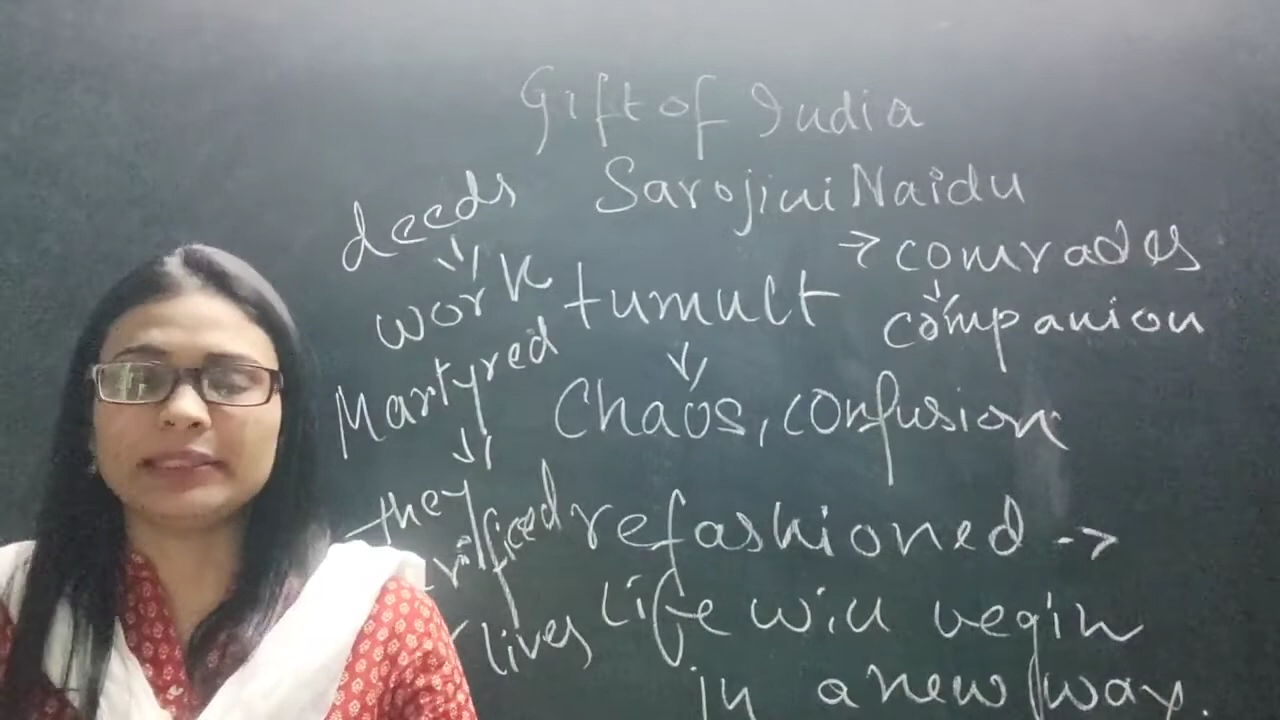 Gift of India
Sarojini Naidu
deeds
work
Martyred
they
lives
tumult
Chaos, confusion
→ comrades
companion
refashioned →
Life will begin
in a new way.